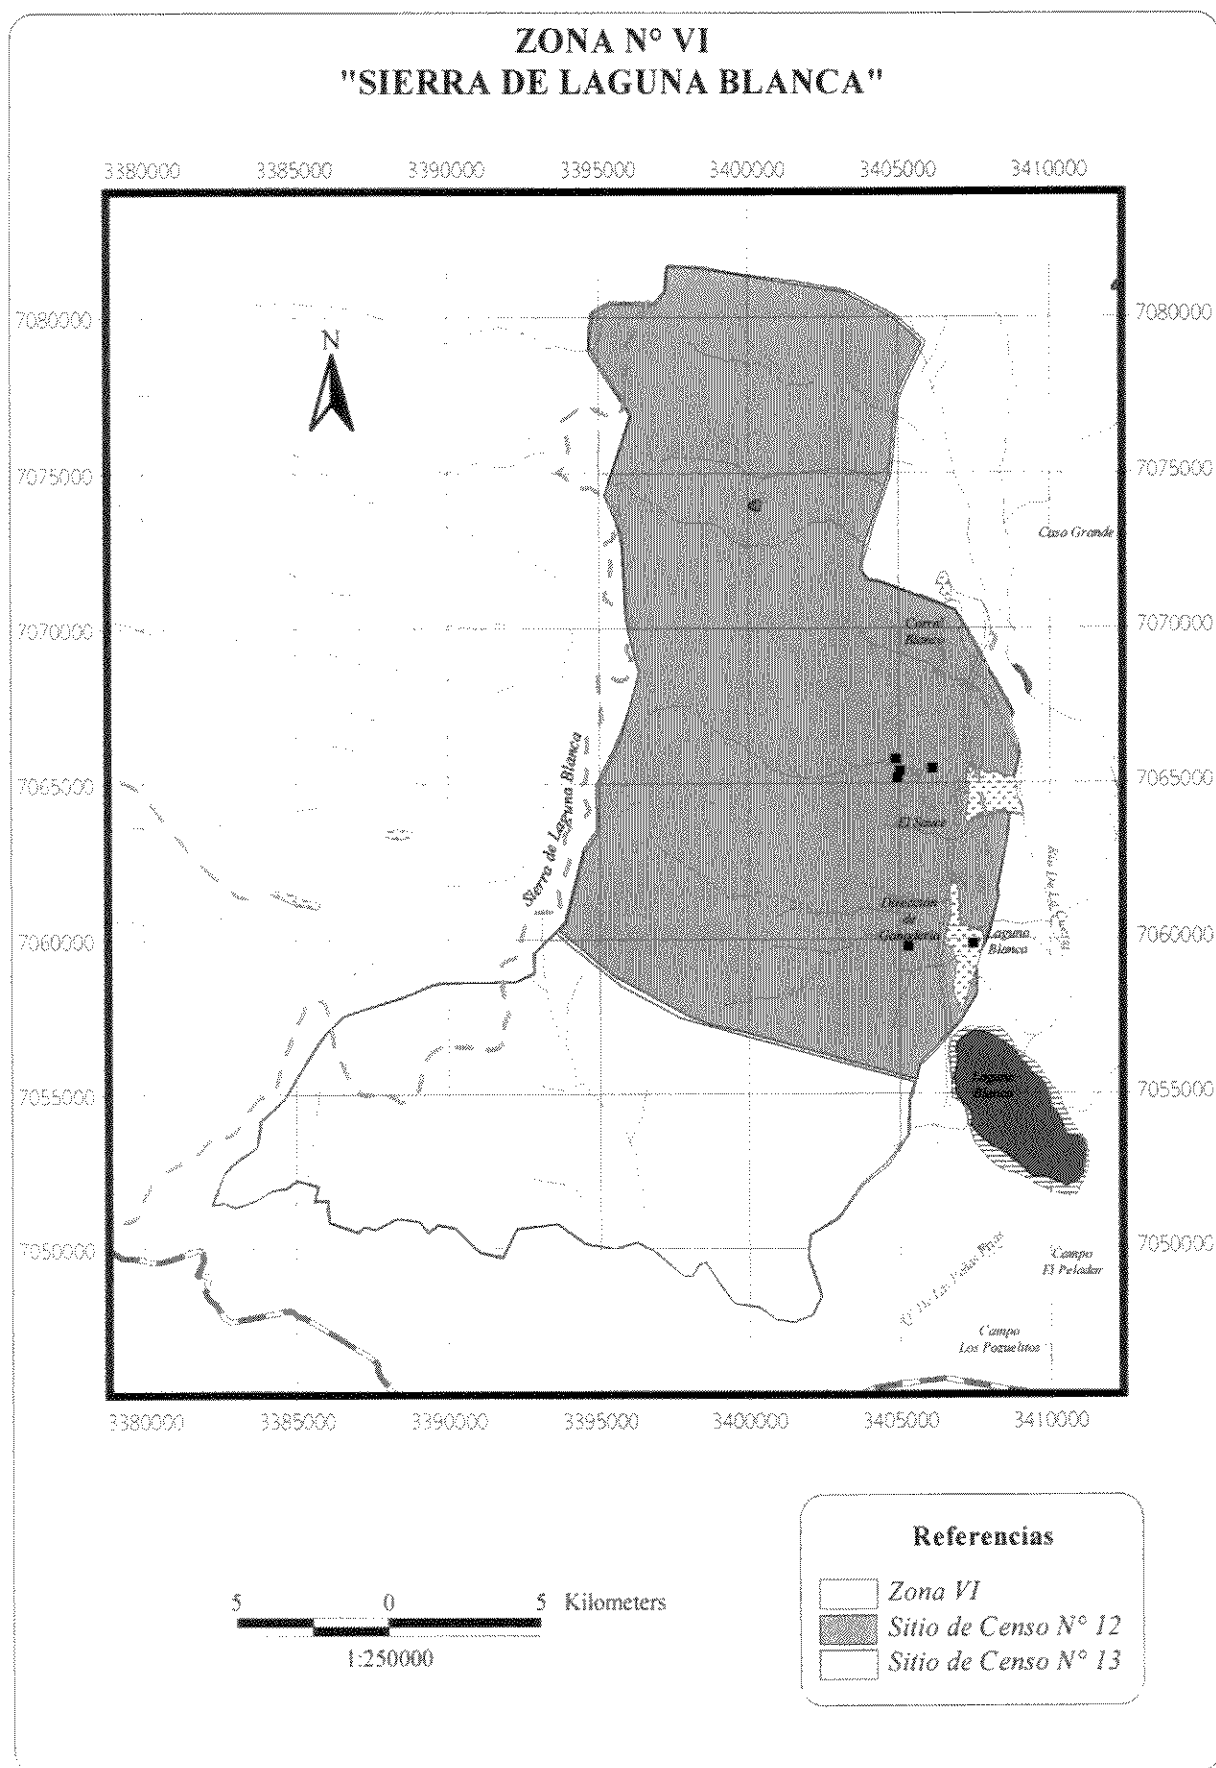 ZONA N° VI
"SIERRA DE LAGUNA BLANCA"
3380000 3385000 3390000 3395000 3400000 3405000 3410000
7080000 7080000
N
7075000 7075000
Casa Grande
7070000 7070000
Corral
Blanco
Sierra de Laguna Blanca
7065000 7065000
El Sauce
Dirección
de
Ganadería
Laguna
Blanca
7060000 7060000
Laguna
Blanca
7055000 7055000
7050000 7050000
Campo
El Peladar
Campo
Los Pozuelitos
3380000 3385000 3390000 3395000 3400000 3405000 3410000
Referencias
Zona VI
Sitio de Censo N° 12
Sitio de Censo N° 13
5 0 5 Kilometers
1:250000